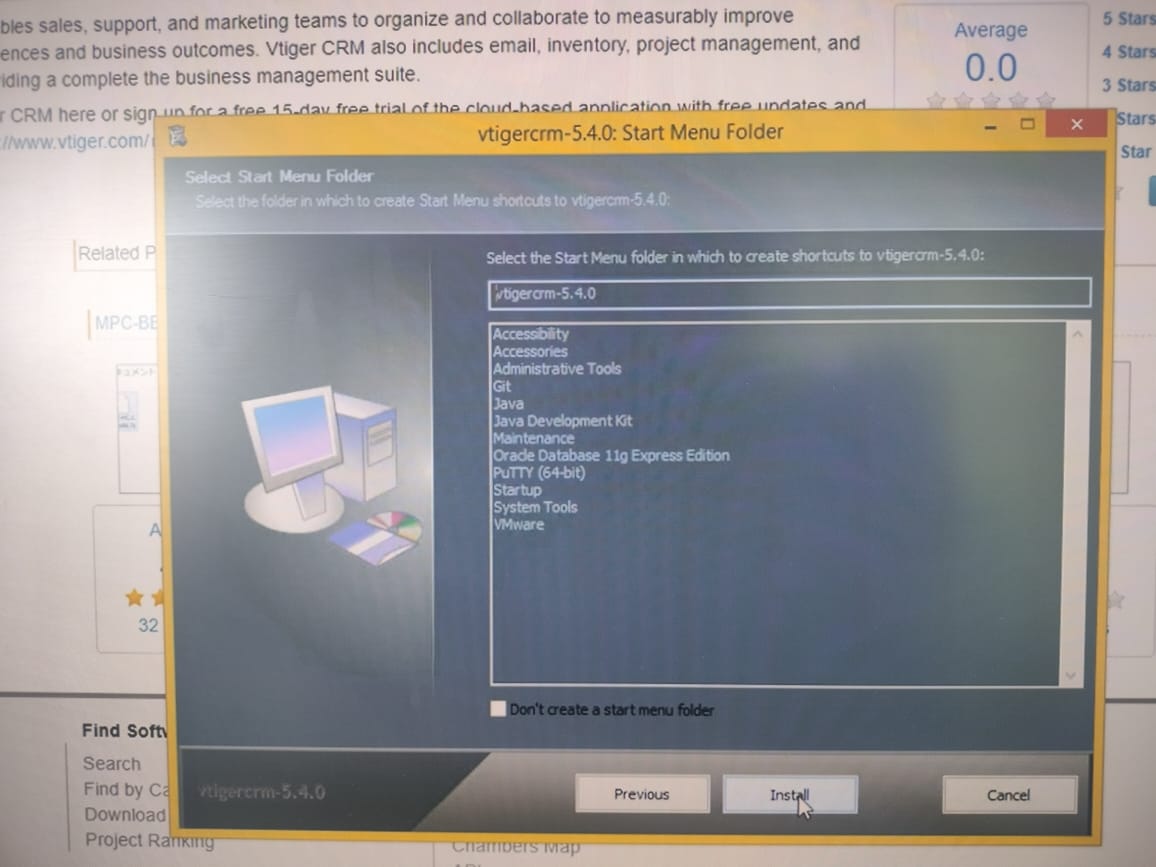 bles sales, support, and marketing teams to organize and collaborate to measurably improve
ences and business outcomes. Vtiger CRM also includes email, inventory, project management, and
iding a complete the business management suite.
r CRM here or sign up for a free 15-day free trial of the cloud-based application with free updates and
://www.vtiger.com/
Average
0.0
5 Stars
4 Stars
3 Stars
Stars
Star
vtigercrm-5.4.0: Start Menu Folder
Select Start Menu Folder
Select the folder in which to create Start Menu shortcuts to vtigercrm-5.4.0:
Related P
MPC-BE
Select the Start Menu folder in which to create shortcuts to vtigercrm-5.4.0:
vtigercrm-5.4.0
Accessibility
Accessories
Administrative Tools
Git
Java
Java Development Kit
Maintenance
Oracle Database 11g Express Edition
PuTTY (64-bit)
Startup
System Tools
VMware
A
32
Don't create a start menu folder
Find Softw
Search
Find by Ca
Download
Project Ranking
vtigercrm-5.4.0
Previous
Install
Cancel
Chambers Map